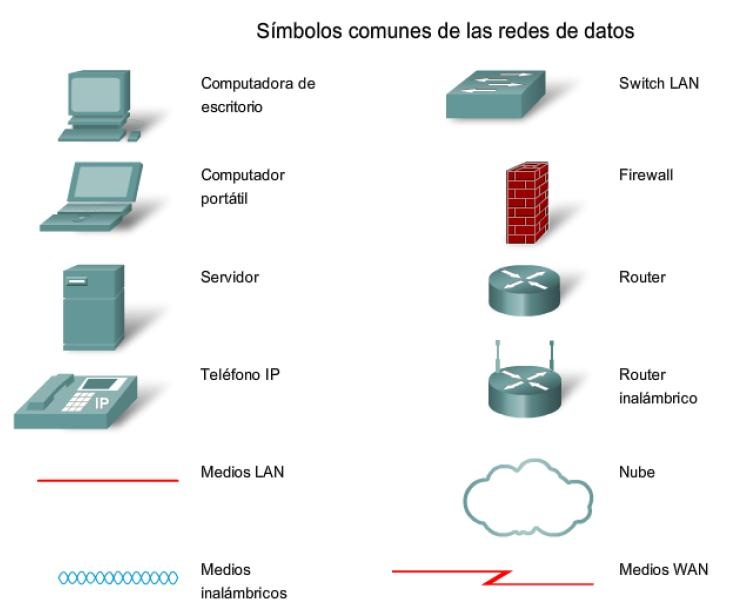 Símbolos comunes de las redes de datos
Computadora de
escritorio
Switch LAN
Computador
portátil
Firewall
Servidor
Router
Teléfono IP
IP
Router
inalámbrico
Medios LAN
Nube
Medios
inalámbricos
Medios WAN